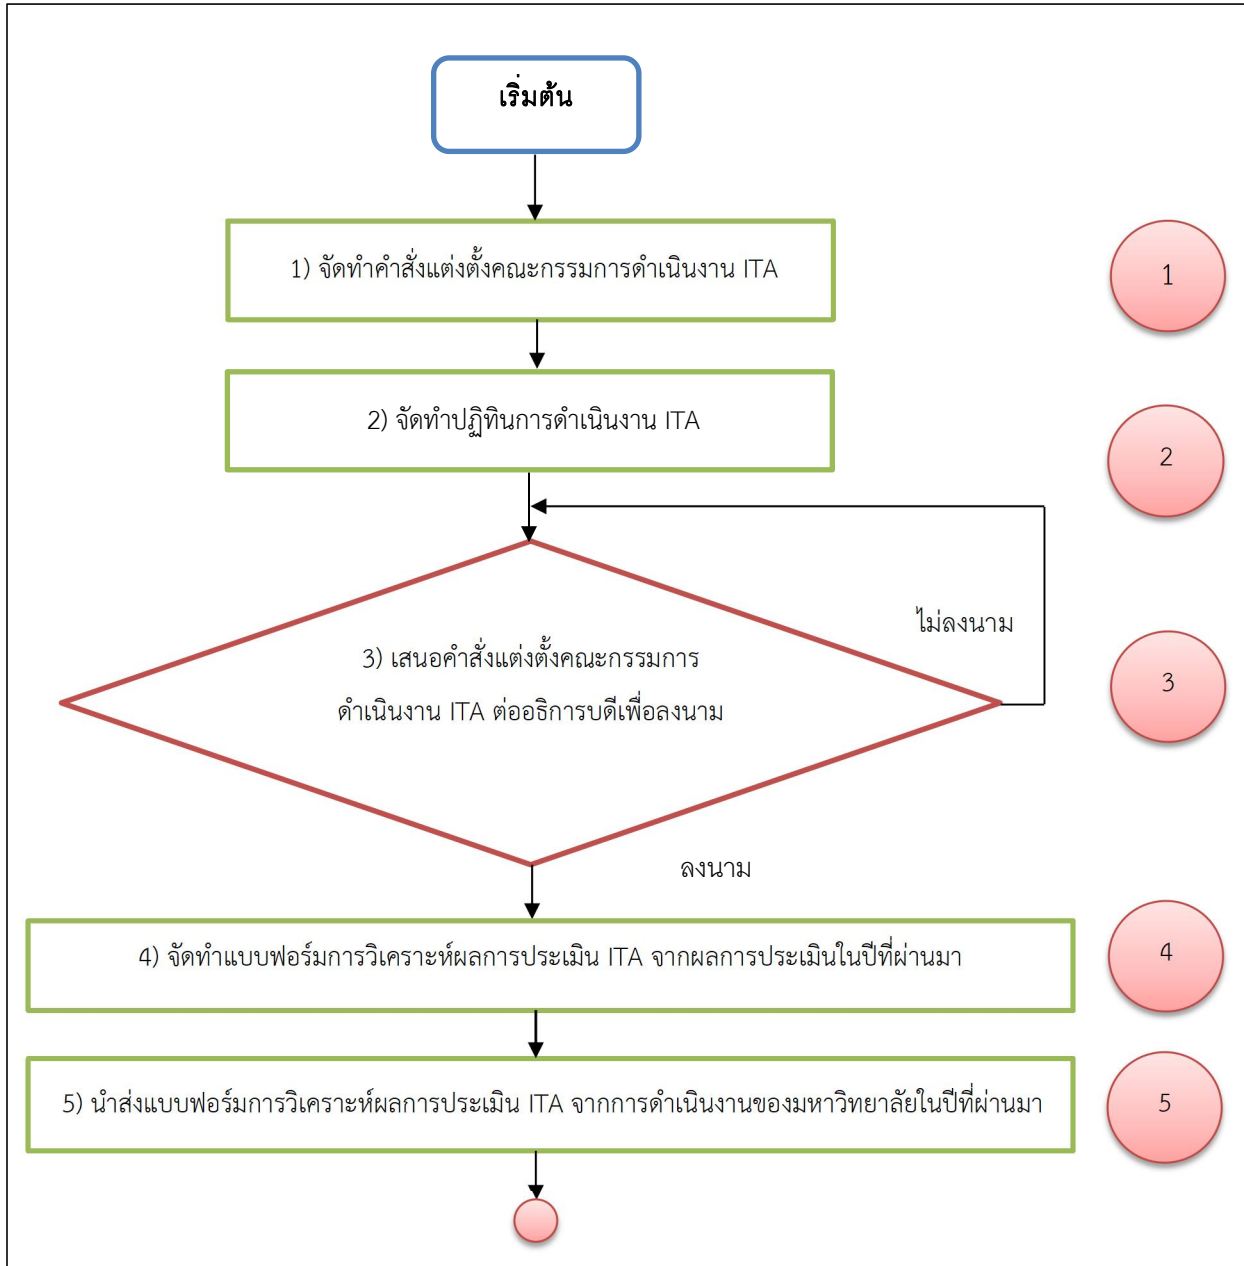 เริ่มต้น
1) จัดทำคำสั่งแต่งตั้งคณะกรรมการดำเนินงาน ITA
1
2) จัดทำปฏิทินการดำเนินงาน ITA
2
ไม่ลงนาม
3) เสนอคำสั่งแต่งตั้งคณะกรรมการ
ดำเนินงาน ITA ต่ออธิการบดีเพื่อลงนาม
3
ลงนาม
4) จัดทำแบบฟอร์มการวิเคราะห์ผลการประเมิน ITA จากผลการประเมินในปีที่ผ่านมา
4
5) นำส่งแบบฟอร์มการวิเคราะห์ผลการประเมิน ITA จากการดำเนินงานของมหาวิทยาลัยในปีที่ผ่านมา
5